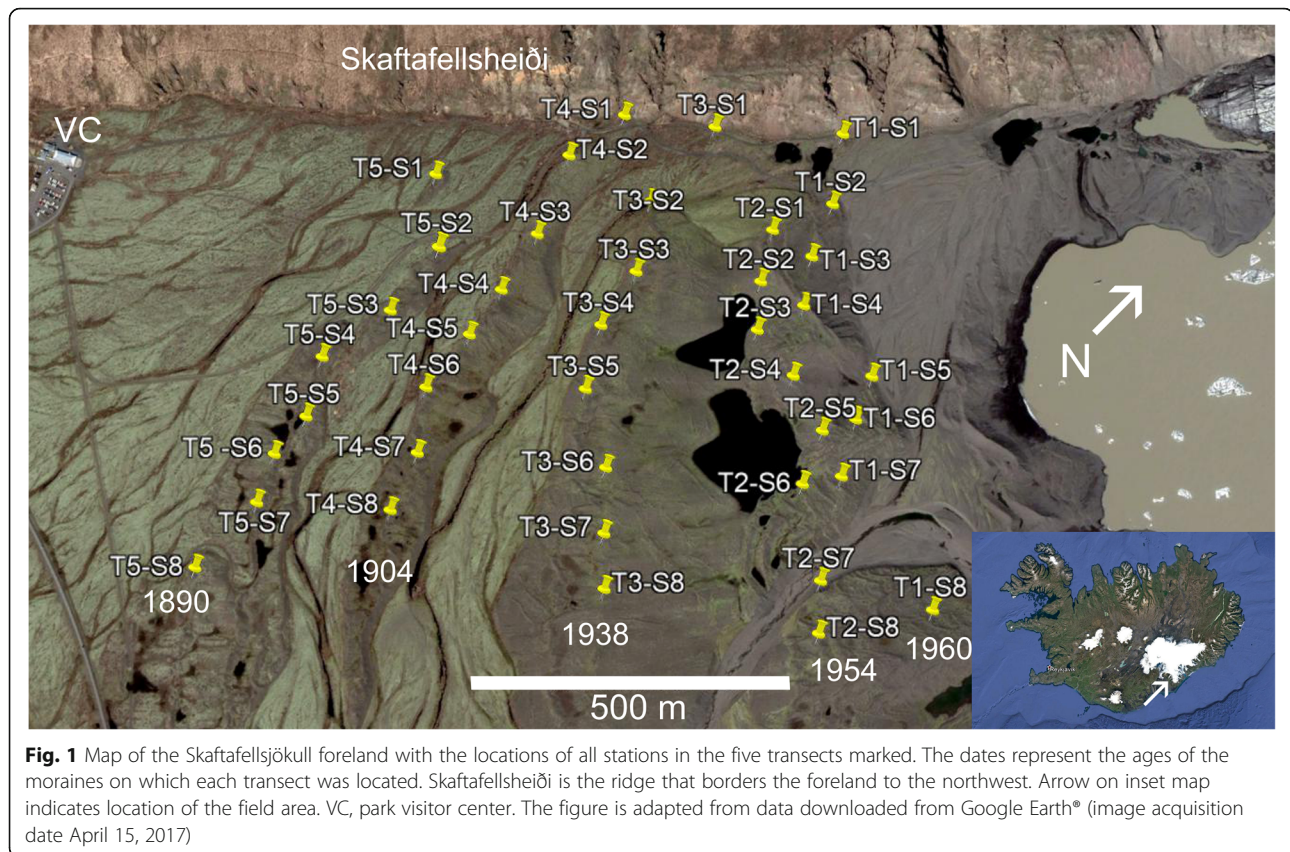 Skaftafellsheiði
VC
T4-S1
T3-S1
T1-S1
T4-S2
T5-S1
T1-S2
T3-S2
T2-S1
T4-S3
T5-S2
T3-S3
T1-S3
T2-S2
T4-S4
T1-S4
T5-S3
T3-S4
T2-S3
T4-S5
T5-S4
N
T4-S6
T3-S5
T2-S4
T1-S5
T5-S5
T2-S5
T1-S6
T5 -S6
T4-S7
T3-S6
T2-S6
T1-S7
T5-S7
T4-S8
T3-S7
T5-S8
1904
T2-S7
T3-S8
1890
T1-S8
1938
T2-S8
1960
1954
500 m
Fig. 1 Map of the Skaftafellsjökull foreland with the locations of all stations in the five transects marked. The dates represent the ages of the
moraines on which each transect was located. Skaftafellsheiði is the ridge that borders the foreland to the northwest. Arrow on inset map
indicates location of the field area. VC, park visitor center. The figure is adapted from data downloaded from Google Earth® (image acquisition
date April 15, 2017)